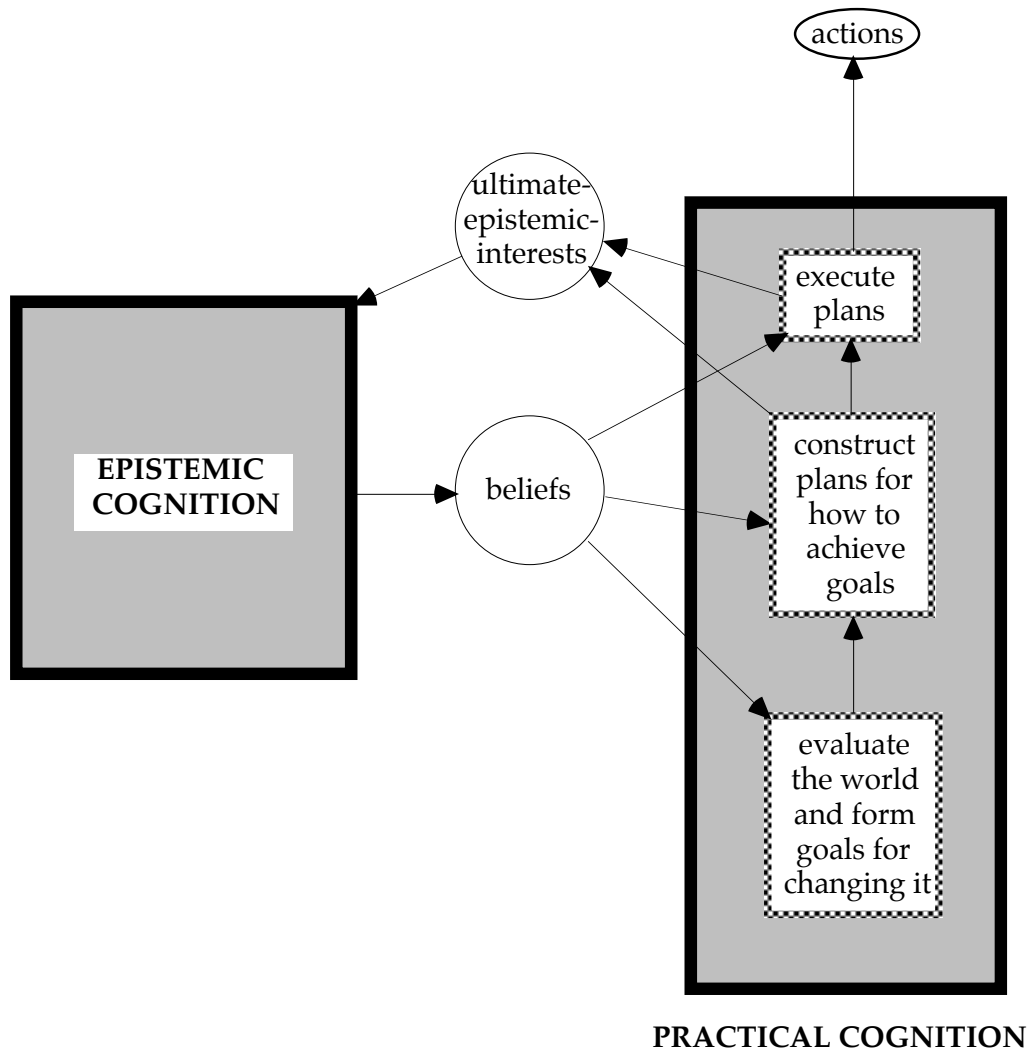 actions
ultimate-
epistemic-
interests
execute
plans
EPISTEMIC
COGNITION
beliefs
construct
plans for
how to
achieve
goals
evaluate
the world
and form
goals for
changing it
PRACTICAL COGNITION